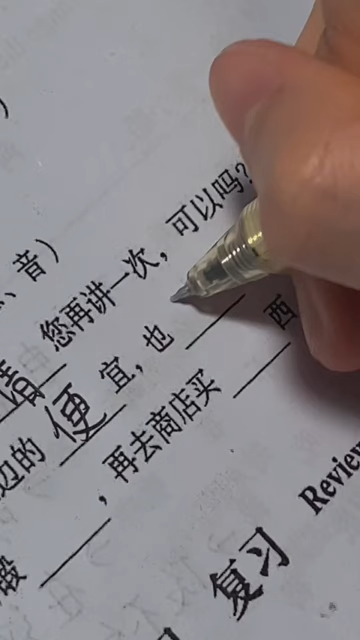 、音)
请 您再讲一次，可以吗?
边的 便 宜，也
锻 ，再去商店买 西
复习 Review